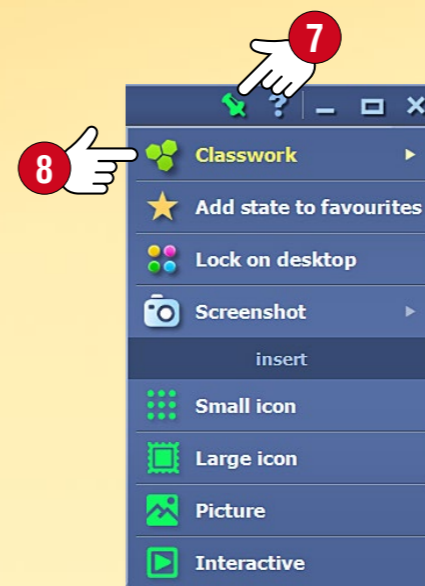 7
?
8
Classwork
Add state to favourites
Lock on desktop
Screenshot
insert
Small icon
Large icon
Picture
Interactive